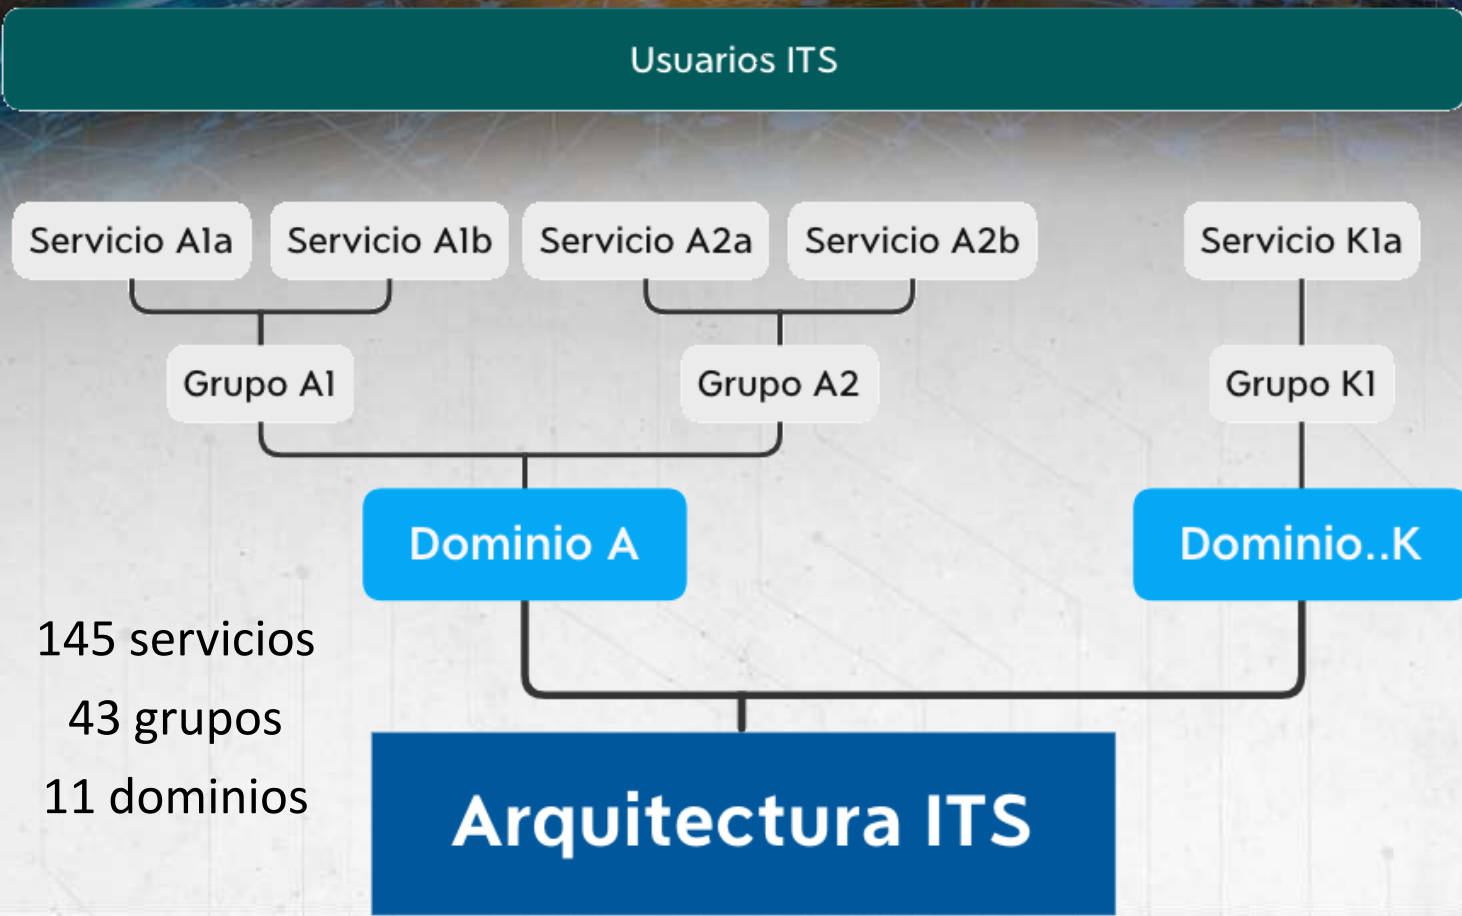 Usuarios ITS
Servicio A1a
Servicio A1b
Servicio A2a
Servicio A2b
Servicio K1a
Grupo A1
Grupo A2
Grupo K1
Dominio A
Dominio..K
145 servicios
43 grupos
11 dominios
Arquitectura ITS